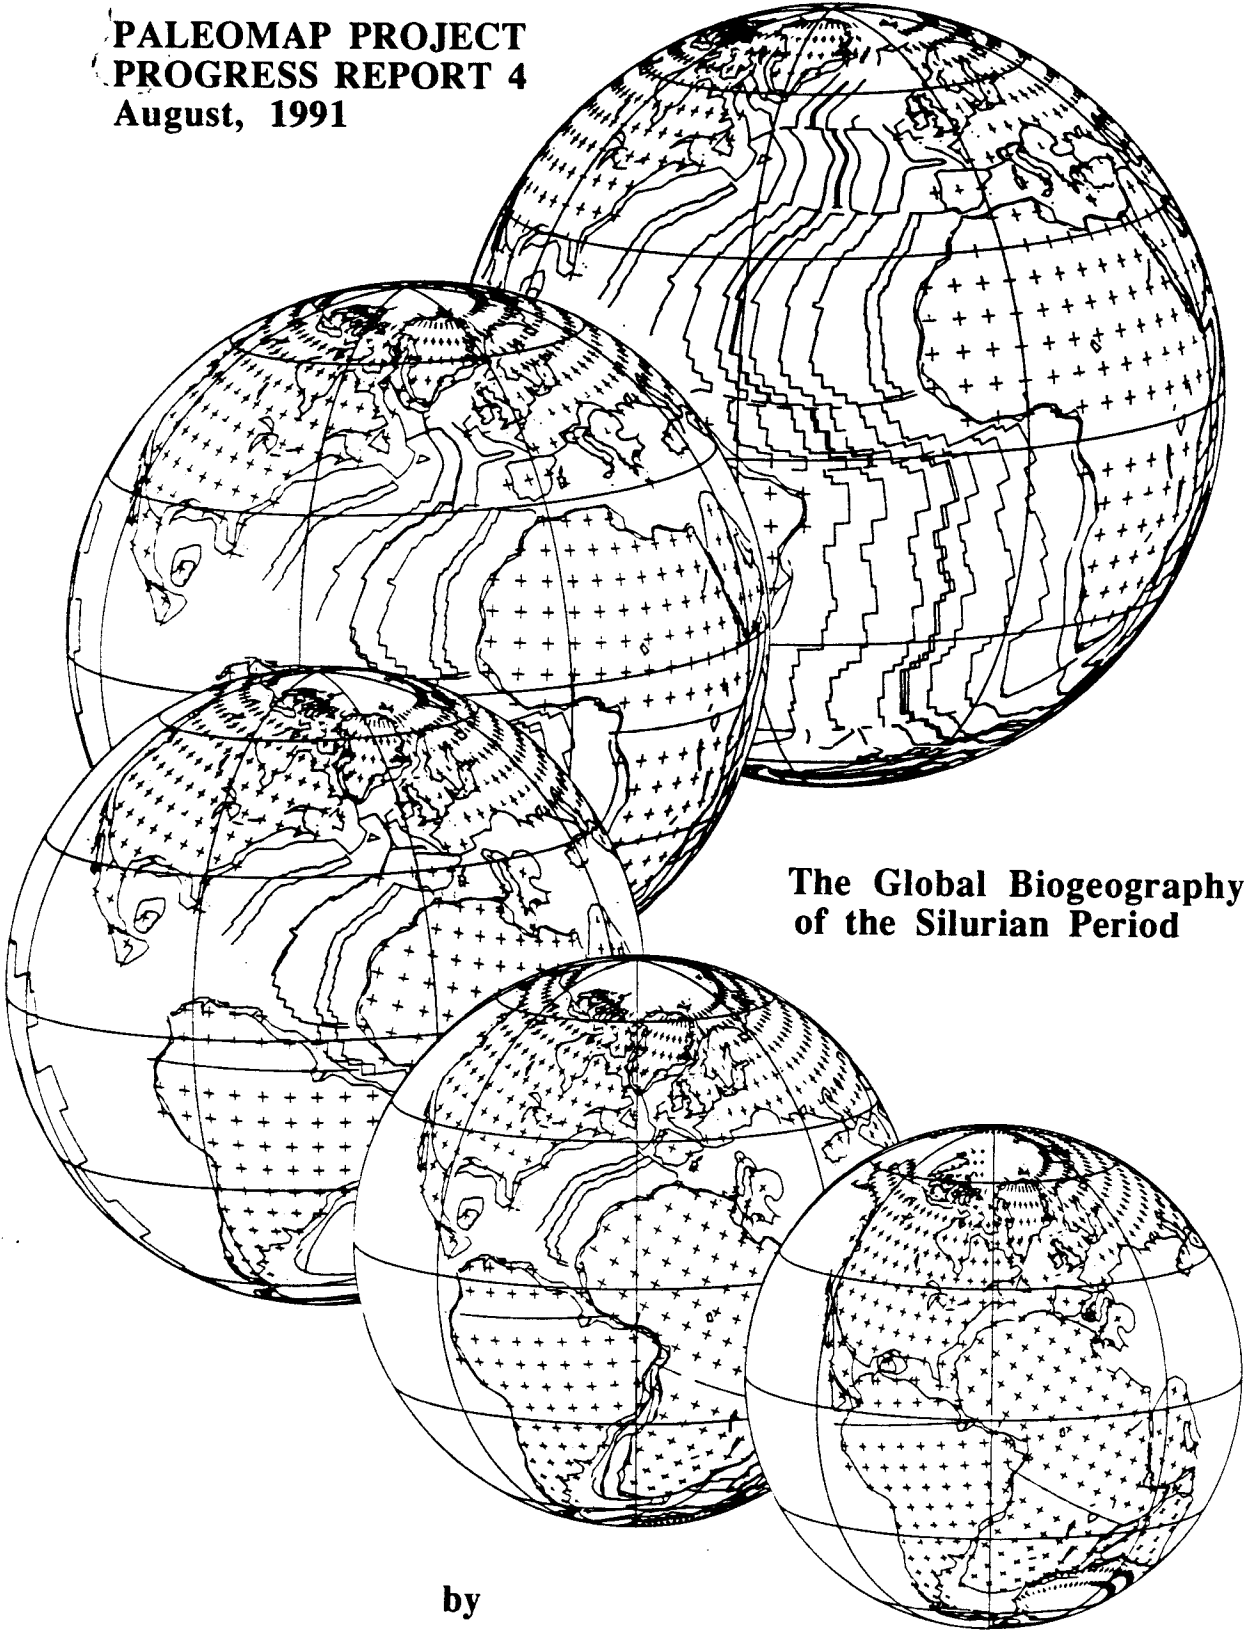 PALEOMAP PROJECT
PROGRESS REPORT 4
August, 1991
The Global Biogeography
of the Silurian Period
by